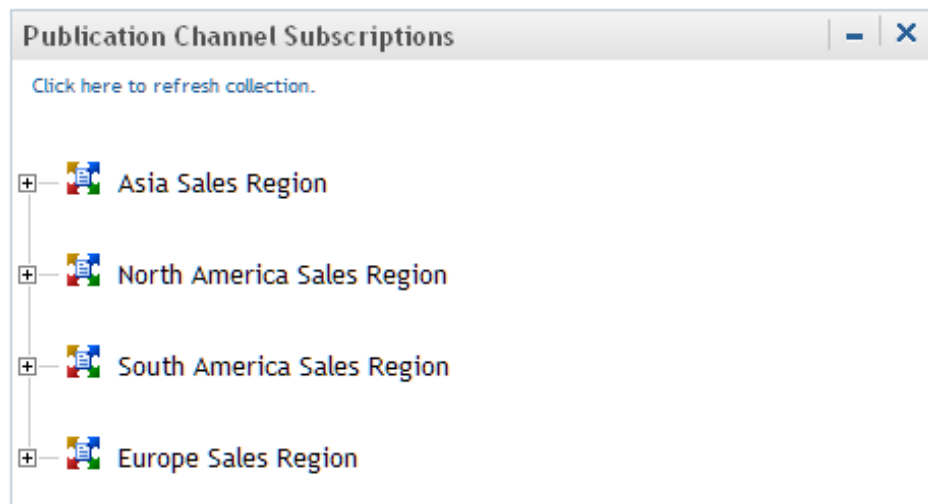 Publication Channel Subscriptions
Click here to refresh collection.
Asia Sales Region
North America Sales Region
South America Sales Region
Europe Sales Region